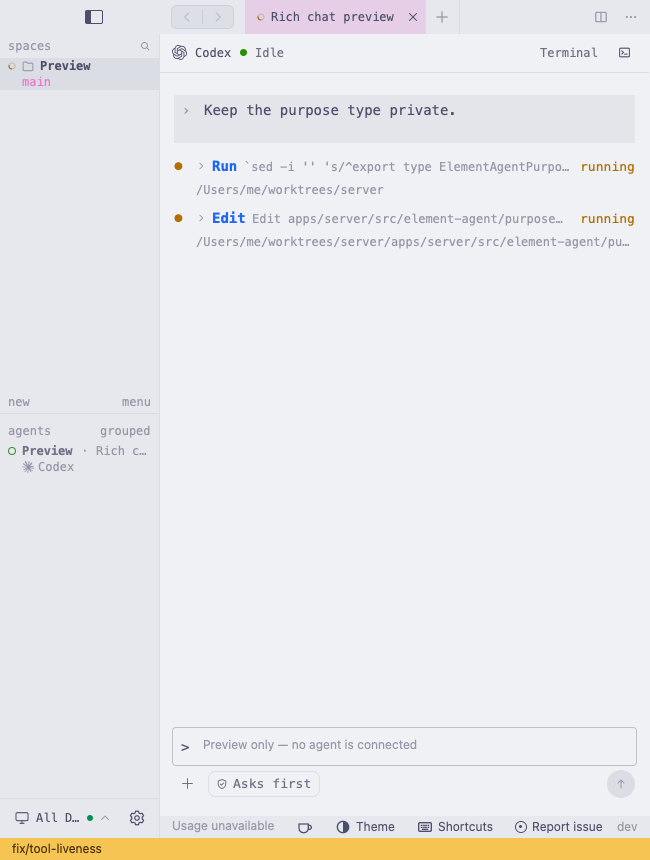 Rich chat preview
spaces
Preview
main
Codex Idle
Terminal
› Keep the purpose type private.
› Run `sed -i '' 's/^export type ElementAgentPurpo… running
/Users/me/worktrees/server
› Edit Edit apps/server/src/element-agent/purpose… running
/Users/me/worktrees/server/apps/server/src/element-agent/pu…
new menu
agents grouped
Preview · Rich c…
Codex
> Preview only — no agent is connected
Asks first
All D…
Usage unavailable
Theme
Shortcuts
Report issue
dev
fix/tool-liveness